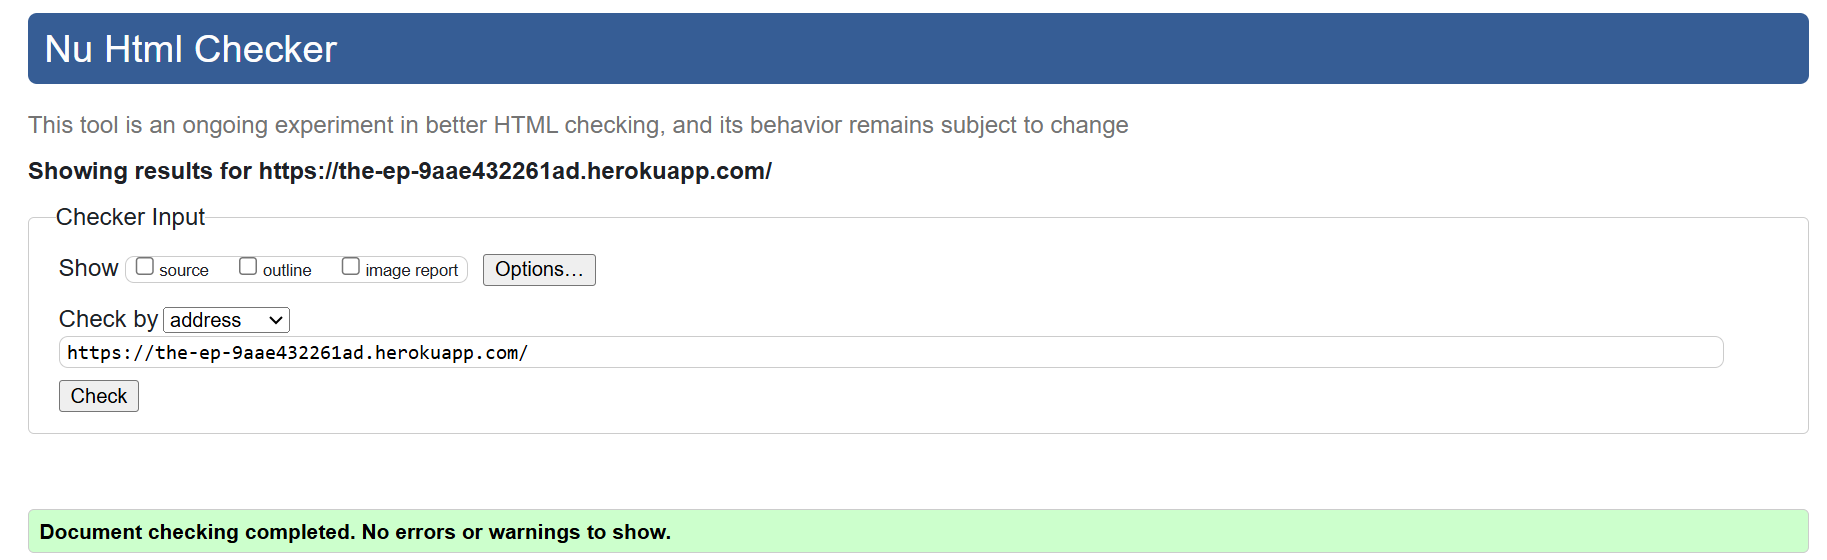 Nu Html Checker
This tool is an ongoing experiment in better HTML checking, and its behavior remains subject to change
Showing results for https://the-ep-9aae432261ad.herokuapp.com/
Checker Input
Show source outline image report Options…
Check by address
https://the-ep-9aae432261ad.herokuapp.com/
Check
Document checking completed. No errors or warnings to show.